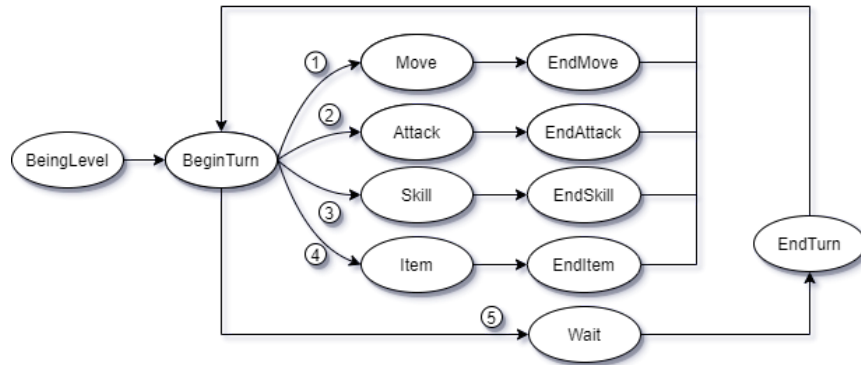 1
Move
EndMove
2
Attack
EndAttack
BeingLevel
BeginTurn
3
Skill
EndSkill
4
Item
EndItem
EndTurn
5
Wait